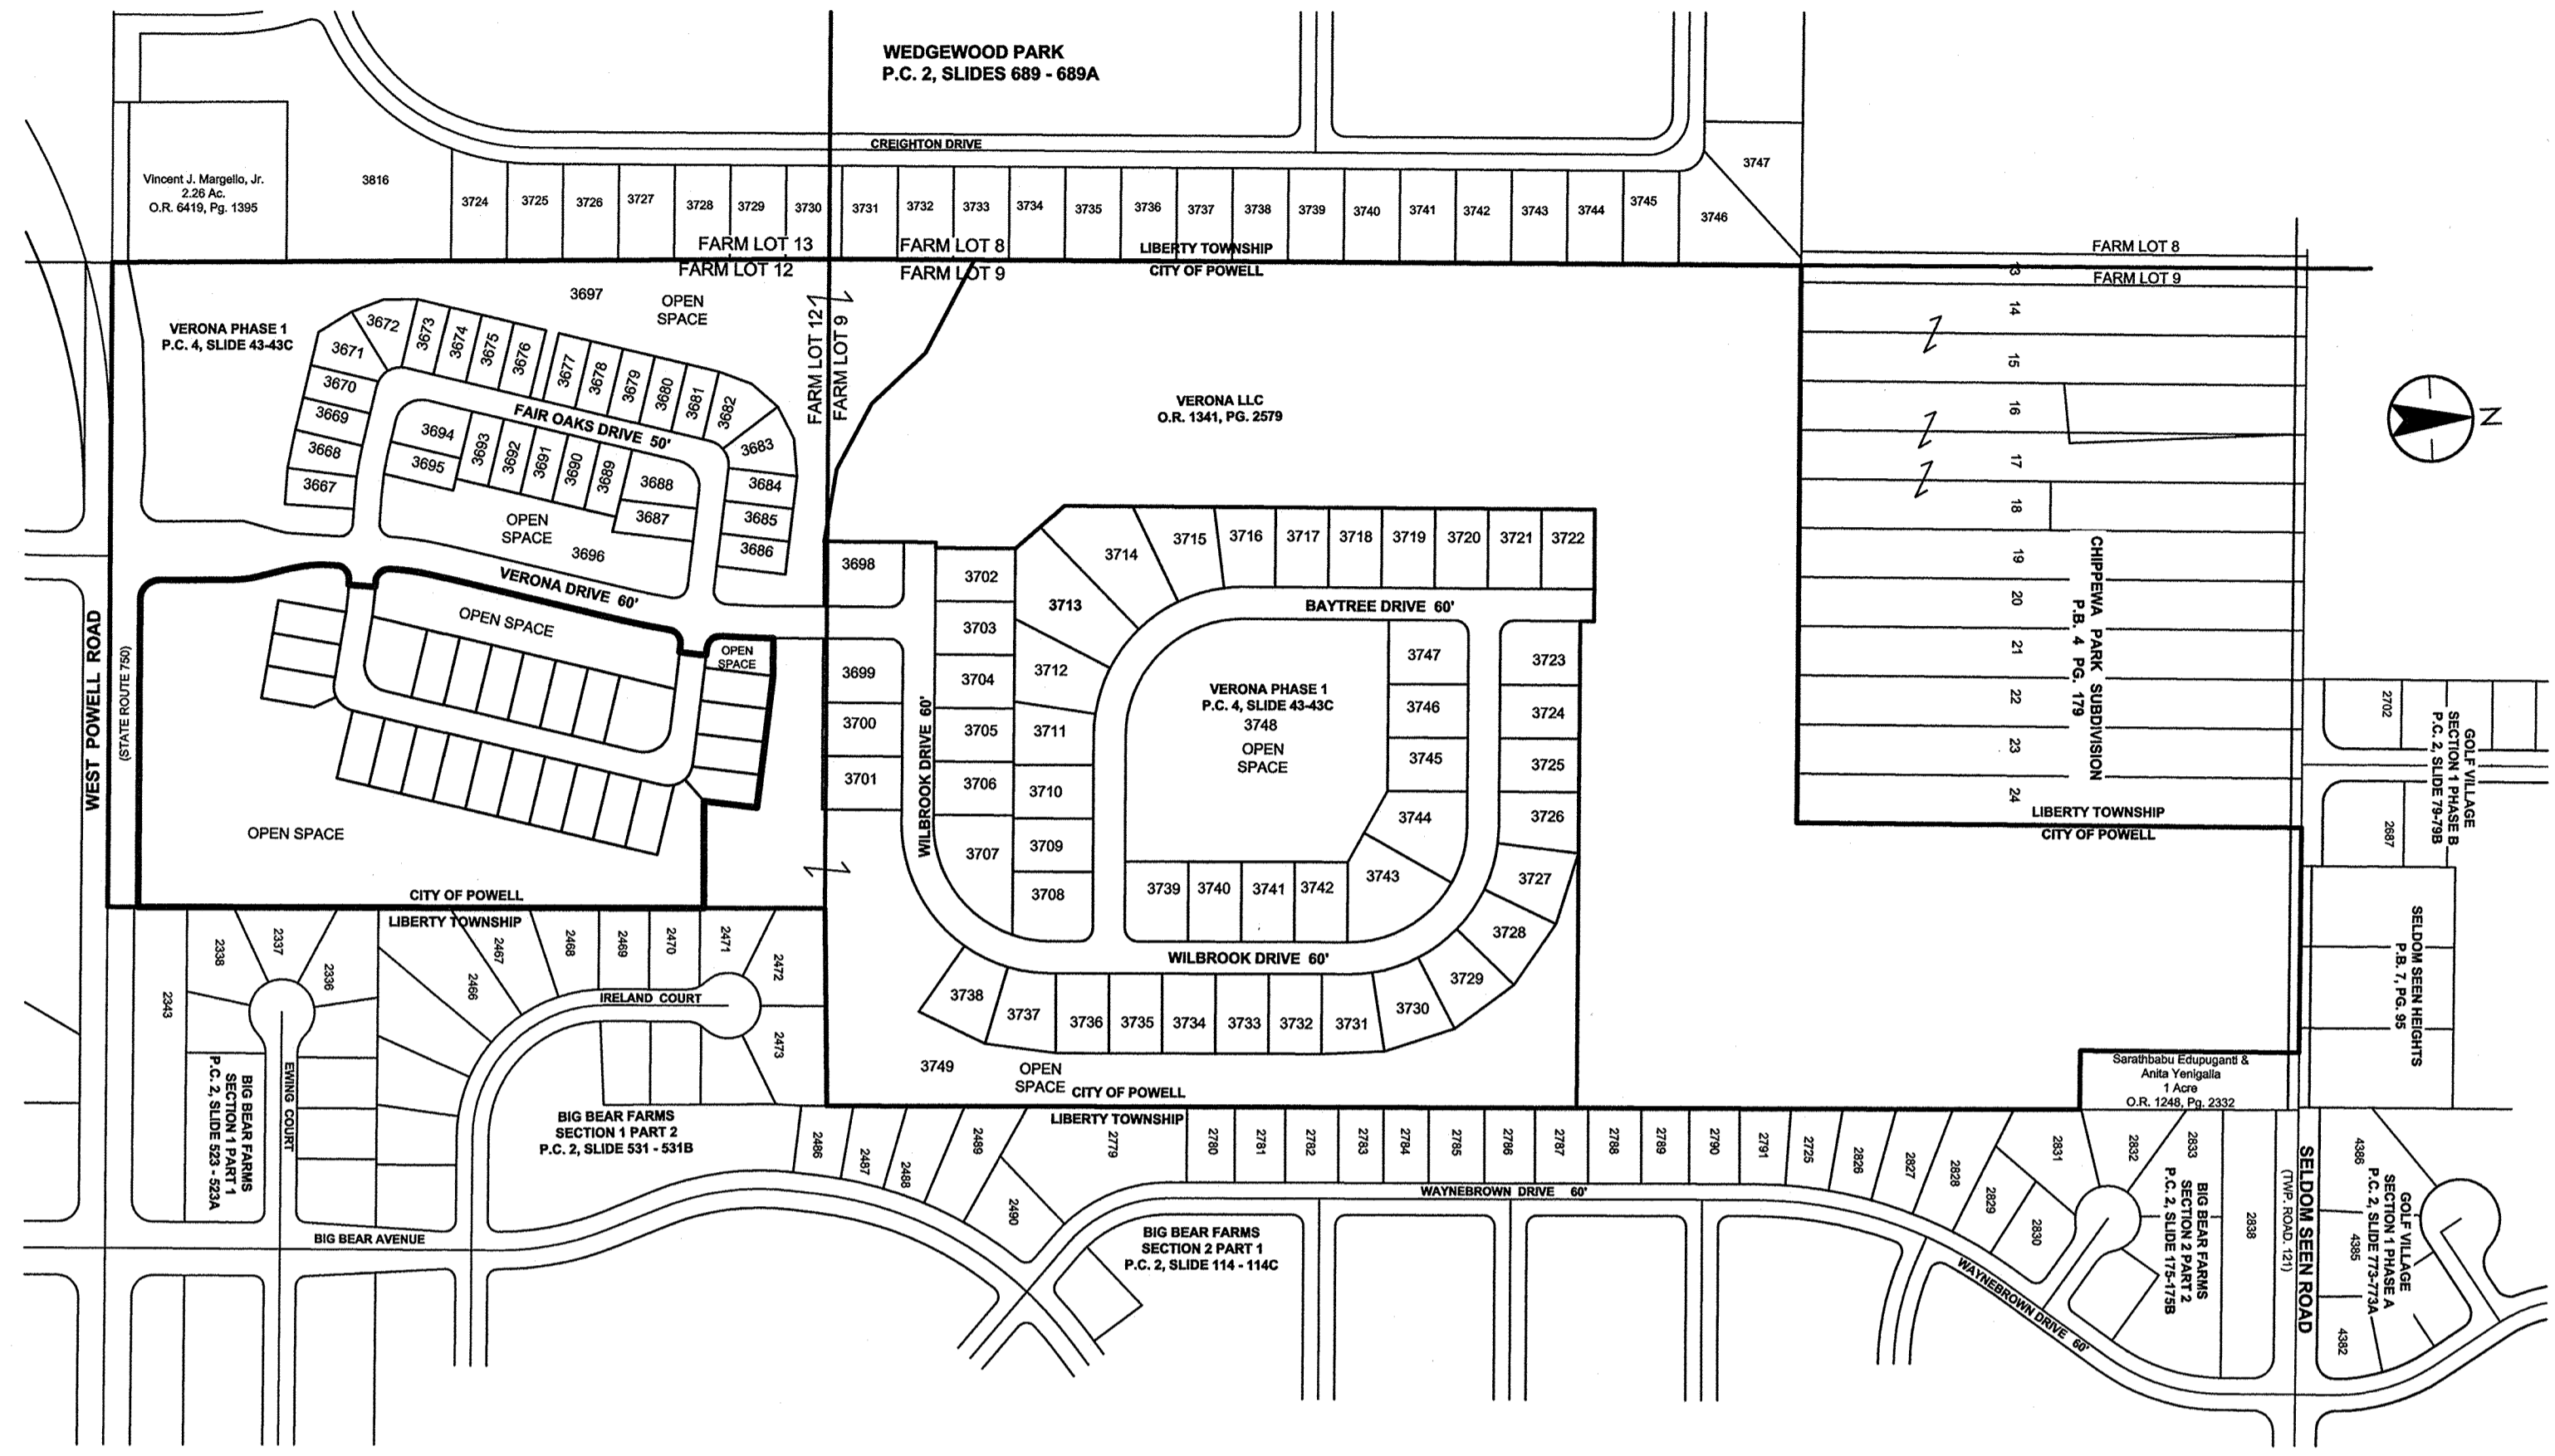 WEDGEWOOD PARK
P.C. 2, SLIDES 689 - 689A
CREIGHTON DRIVE
Vincent J. Margello, Jr.
2.26 Ac.
O.R. 6419, Pg. 1395
3816
3724
3725
3726
3727
3728
3729
3730
3731
3732
3733
3734
3735
3736
3737
3738
3739
3740
3741
3742
3743
3744
3745
3746
3747
FARM LOT 13
FARM LOT 8
LIBERTY TOWNSHIP
FARM LOT 8
FARM LOT 12
FARM LOT 9
CITY OF POWELL
FARM LOT 9
FARM LOT 12
FARM LOT 9
VERONA PHASE 1
P.C. 4, SLIDE 43-43C
3697
OPEN
SPACE
3667
3668
3669
3670
3671
3672
3673
3674
3675
3676
3677
3678
3679
3680
3681
3682
3683
3684
3685
3686
FAIR OAKS DRIVE 50'
3694
3695
3693
3692
3691
3690
3689
3688
3687
OPEN
SPACE
3696
VERONA DRIVE 60'
OPEN SPACE
OPEN
SPACE
OPEN SPACE
WEST POWELL ROAD
(STATE ROUTE 750)
CITY OF POWELL
LIBERTY TOWNSHIP
VERONA LLC
O.R. 1341, PG. 2579
3698
3699
3700
3701
WILBROOK DRIVE 60'
3702
3703
3704
3705
3706
3707
3708
3709
3710
3711
3712
3713
3714
3715
3716
3717
3718
3719
3720
3721
3722
BAYTREE DRIVE 60'
VERONA PHASE 1
P.C. 4, SLIDE 43-43C
3748
OPEN
SPACE
3747
3746
3745
3744
3743
3742
3741
3740
3739
3723
3724
3725
3726
3727
3728
3729
3730
3731
3732
3733
3734
3735
3736
3737
3738
WILBROOK DRIVE 60'
3749
OPEN
SPACE
CITY OF POWELL
LIBERTY TOWNSHIP
13
14
15
16
17
18
19
20
21
22
23
24
CHIPPEWA PARK SUBDIVISION
P.B. 4 PG. 179
LIBERTY TOWNSHIP
CITY OF POWELL
N
2702
2687
GOLF VILLAGE
SECTION 1 PHASE B
P.C. 2, SLIDE 79-79B
SELDOM SEEN HEIGHTS
P.B. 7, PG. 95
Sarathbabu Edupuganti &
Anita Yenigalla
1 Acre
O.R. 1248, Pg. 2332
2343
2338
2337
2336
2466
2467
2468
2469
2470
2471
2472
2473
IRELAND COURT
EWING COURT
BIG BEAR FARMS
SECTION 1 PART 1
P.C. 2, SLIDE 523 - 523A
BIG BEAR FARMS
SECTION 1 PART 2
P.C. 2, SLIDE 531 - 531B
BIG BEAR AVENUE
2486
2487
2488
2489
2490
2779
2780
2781
2782
2783
2784
2785
2786
2787
2788
2789
2790
2791
2725
2826
2827
2828
2829
2830
2831
2832
2833
2838
WAYNEBROWN DRIVE 60'
BIG BEAR FARMS
SECTION 2 PART 1
P.C. 2, SLIDE 114 - 114C
WAYNEBROWN DRIVE 60'
BIG BEAR FARMS
SECTION 2 PART 2
P.C. 2, SLIDE 175-175B
SELDOM SEEN ROAD
(TWP. ROAD. 121)
4386
4385
4382
GOLF VILLAGE
SECTION 1 PHASE A
P.C. 2, SLIDE 773-773A